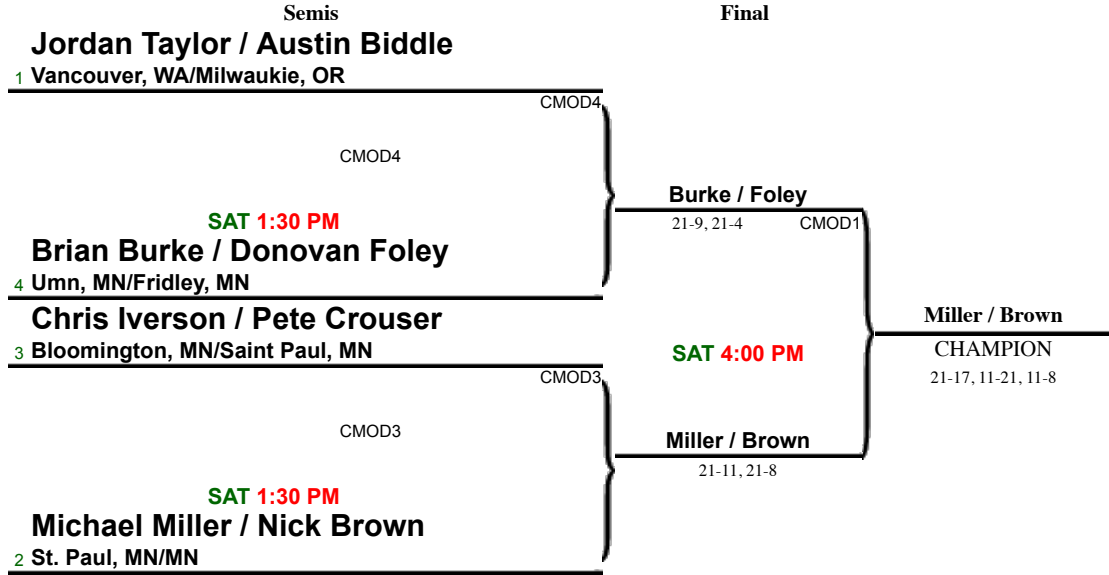 Semis Final
Jordan Taylor / Austin Biddle
1 Vancouver, WA/Milwaukie, OR
CMOD4
CMOD4
Burke / Foley
SAT 1:30 PM
21-9, 21-4 CMOD1
Brian Burke / Donovan Foley
4 Umn, MN/Fridley, MN
Chris Iverson / Pete Crouser
Miller / Brown
3 Bloomington, MN/Saint Paul, MN
SAT 4:00 PM
CHAMPION
CMOD3
21-17, 11-21, 11-8
CMOD3
Miller / Brown
21-11, 21-8
SAT 1:30 PM
Michael Miller / Nick Brown
2 St. Paul, MN/MN